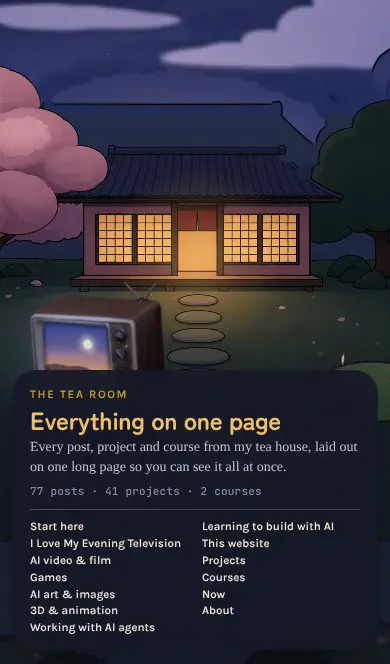 THE TEA ROOM
Everything on one page
Every post, project and course from my tea house, laid out
on one long page so you can see it all at once.
77 posts · 41 projects · 2 courses
Start here
I Love My Evening Television
AI video & film
Games
AI art & images
3D & animation
Working with AI agents
Learning to build with AI
This website
Projects
Courses
Now
About